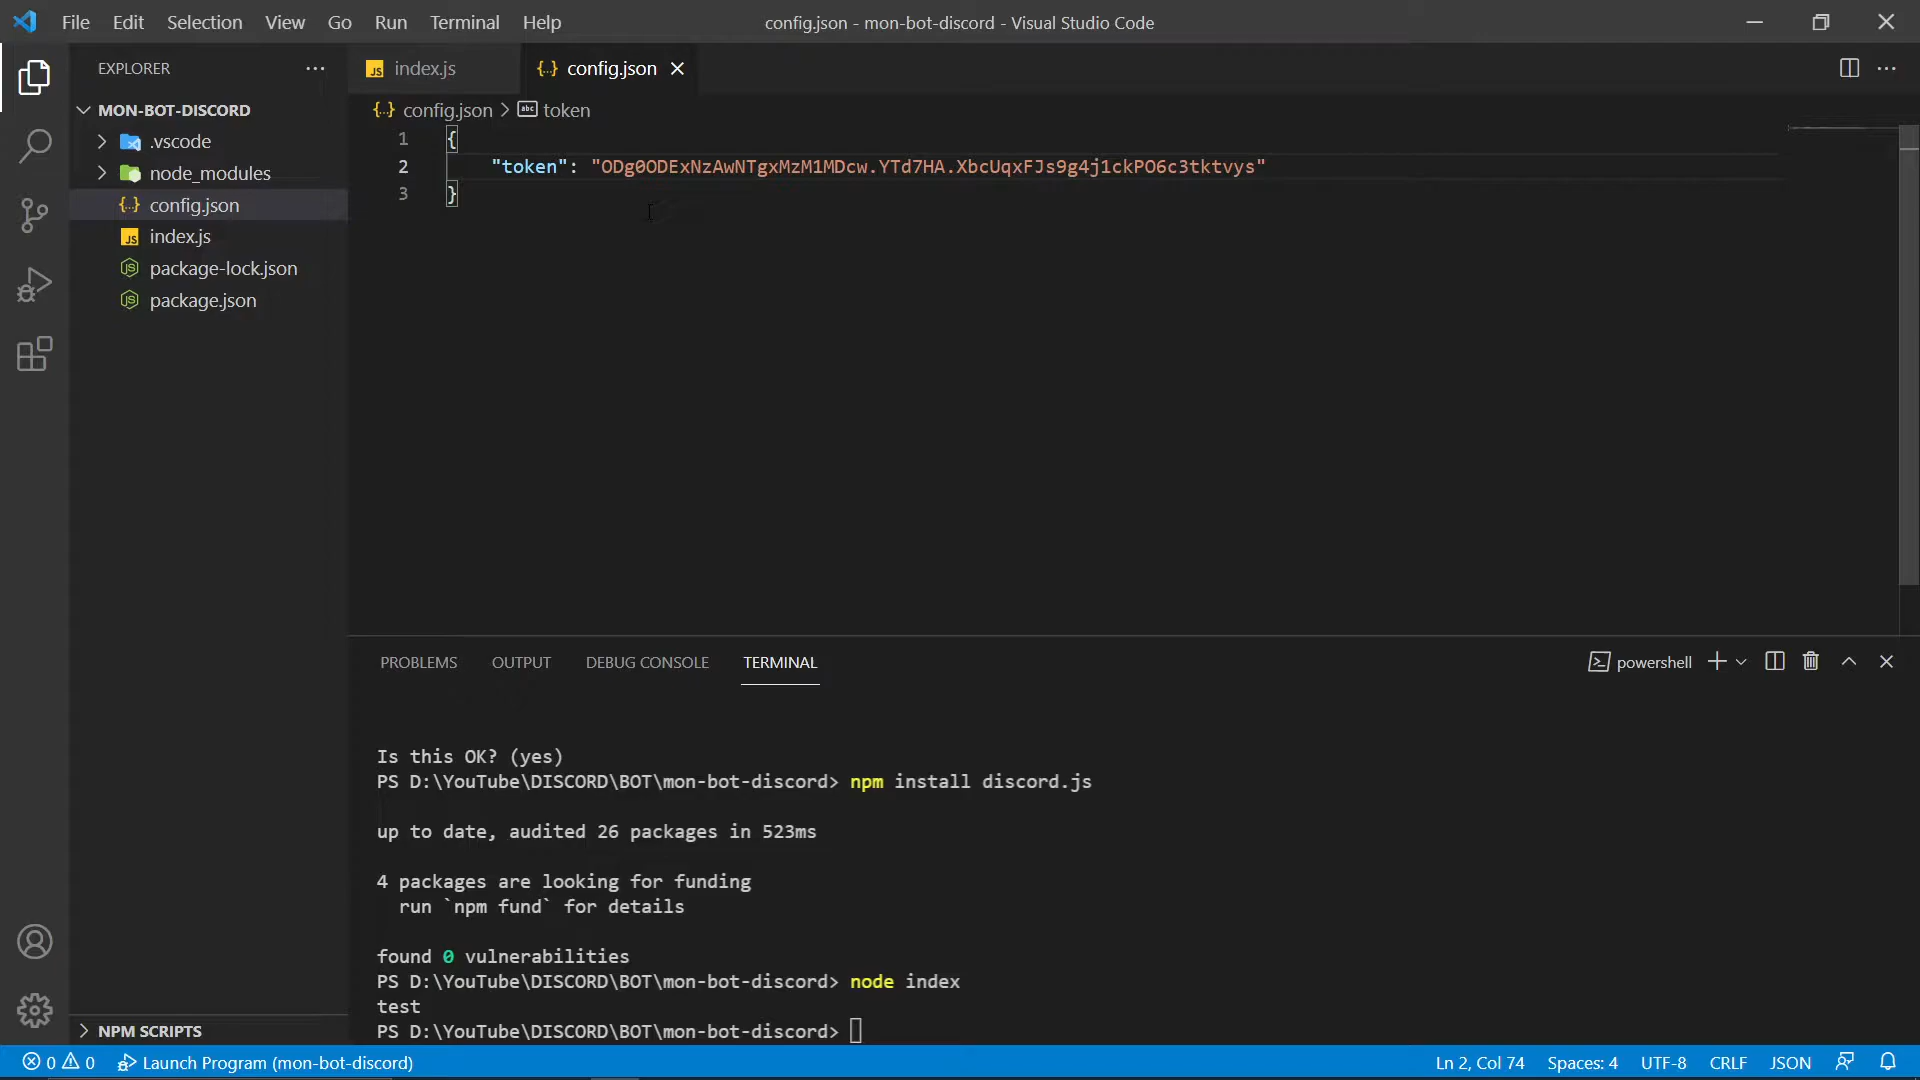 File Edit Selection View Go Run Terminal Help
config.json - mon-bot-discord - Visual Studio Code
EXPLORER
MON-BOT-DISCORD
.vscode
node_modules
config.json
index.js
package-lock.json
package.json
NPM SCRIPTS
index.js
config.json
config.json > token
1 {
2 "token": "ODg0ODExNzAwNTgxMzM1MDcw.YTd7HA.XbcUqxFJs9g4j1ckPO6c3tktvys"
3 }
PROBLEMS OUTPUT DEBUG CONSOLE TERMINAL
powershell
Is this OK? (yes)
PS D:\YouTube\DISCORD\BOT\mon-bot-discord> npm install discord.js
up to date, audited 26 packages in 523ms
4 packages are looking for funding
run `npm fund` for details
found 0 vulnerabilities
PS D:\YouTube\DISCORD\BOT\mon-bot-discord> node index
test
PS D:\YouTube\DISCORD\BOT\mon-bot-discord>
0 0 Launch Program (mon-bot-discord)
Ln 2, Col 74 Spaces: 4 UTF-8 CRLF JSON